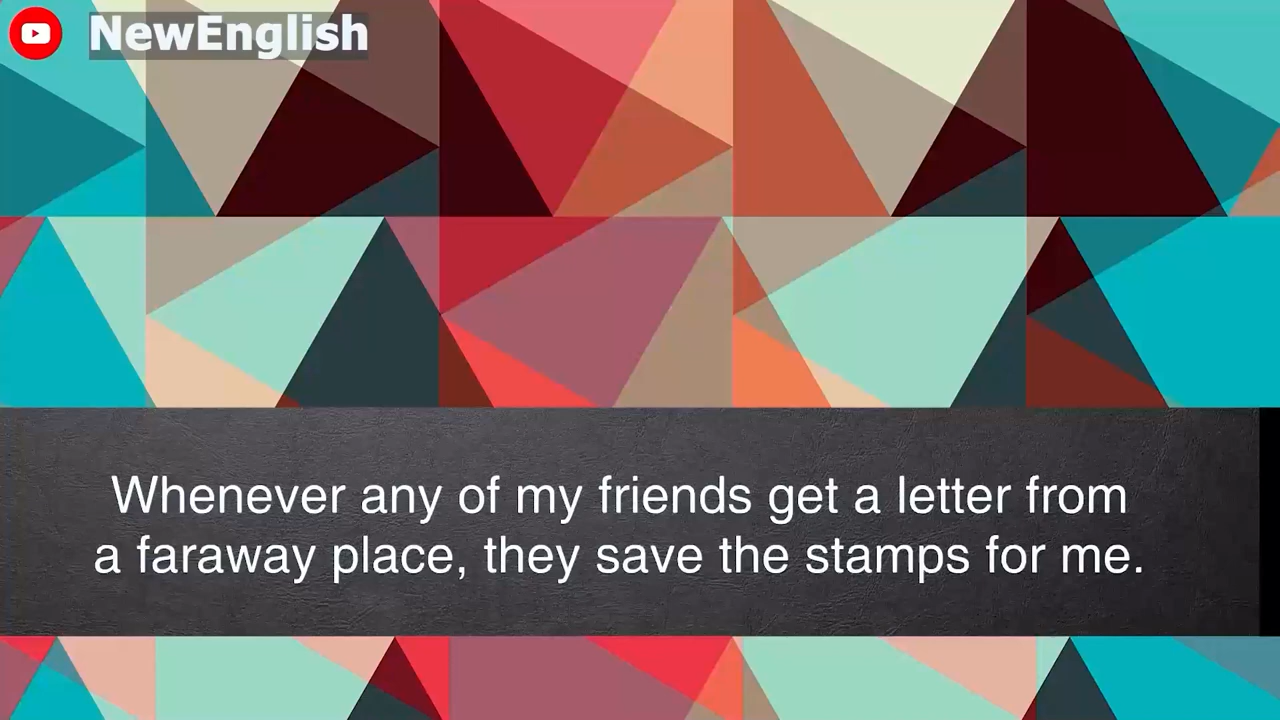 NewEnglish
Whenever any of my friends get a letter from
a faraway place, they save the stamps for me.